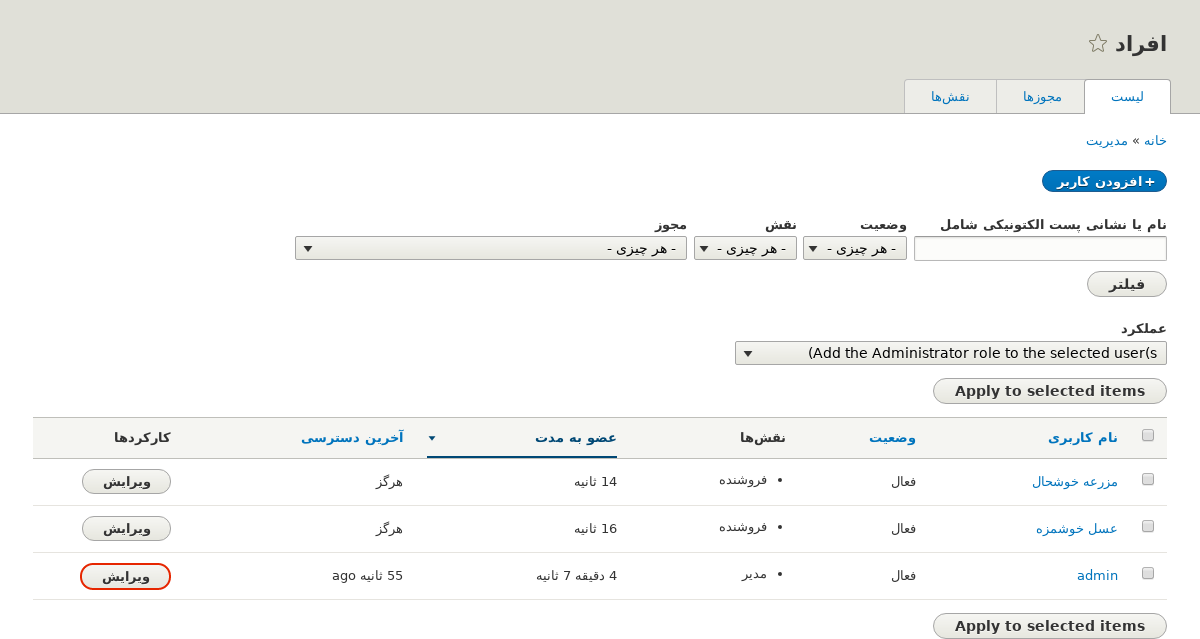 افراد
لیست مجوزها نقش‌ها
خانه » مدیریت
+افزودن کاربر
نام یا نشانی پست الکتونیکی شامل وضعیت نقش مجوز
- هر چیزی - - هر چیزی - - هر چیزی -
فیلتر
عملکرد
Add the Administrator role to the selected user(s)
Apply to selected items
نام کاربری وضعیت نقش‌ها عضو به مدت آخرین دسترسی کارکردها
مزرعه خوشحال فعال • فروشنده 14 ثانیه هرگز ویرایش
عسل خوشمزه فعال • فروشنده 16 ثانیه هرگز ویرایش
admin فعال • مدیر 4 دقیقه 7 ثانیه 55 ثانیه ago ویرایش
Apply to selected items